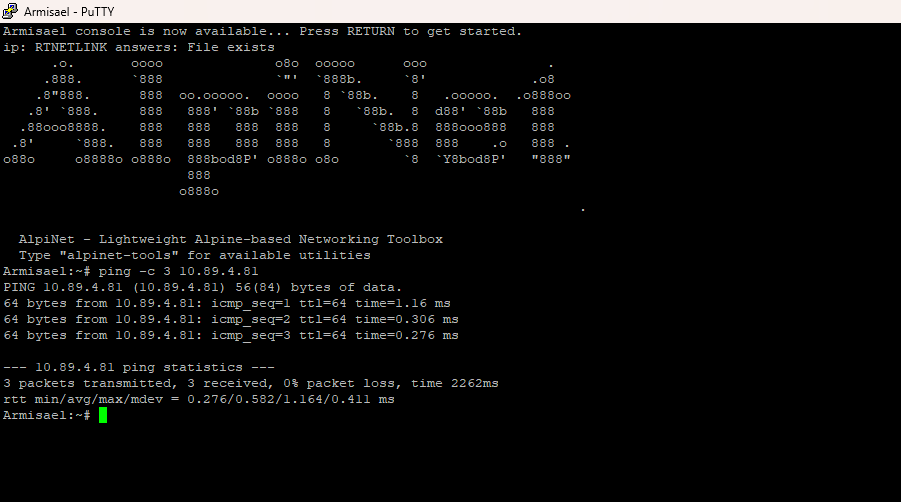 Armisael - PuTTY
Armisael console is now available... Press RETURN to get started.
ip: RTNETLINK answers: File exists
AlpiNet
AlpiNet - Lightweight Alpine-based Networking Toolbox
Type "alpinet-tools" for available utilities
Armisael:~# ping -c 3 10.89.4.81
PING 10.89.4.81 (10.89.4.81) 56(84) bytes of data.
64 bytes from 10.89.4.81: icmp_seq=1 ttl=64 time=1.16 ms
64 bytes from 10.89.4.81: icmp_seq=2 ttl=64 time=0.306 ms
64 bytes from 10.89.4.81: icmp_seq=3 ttl=64 time=0.276 ms
--- 10.89.4.81 ping statistics ---
3 packets transmitted, 3 received, 0% packet loss, time 2262ms
rtt min/avg/max/mdev = 0.276/0.582/1.164/0.411 ms
Armisael:~#